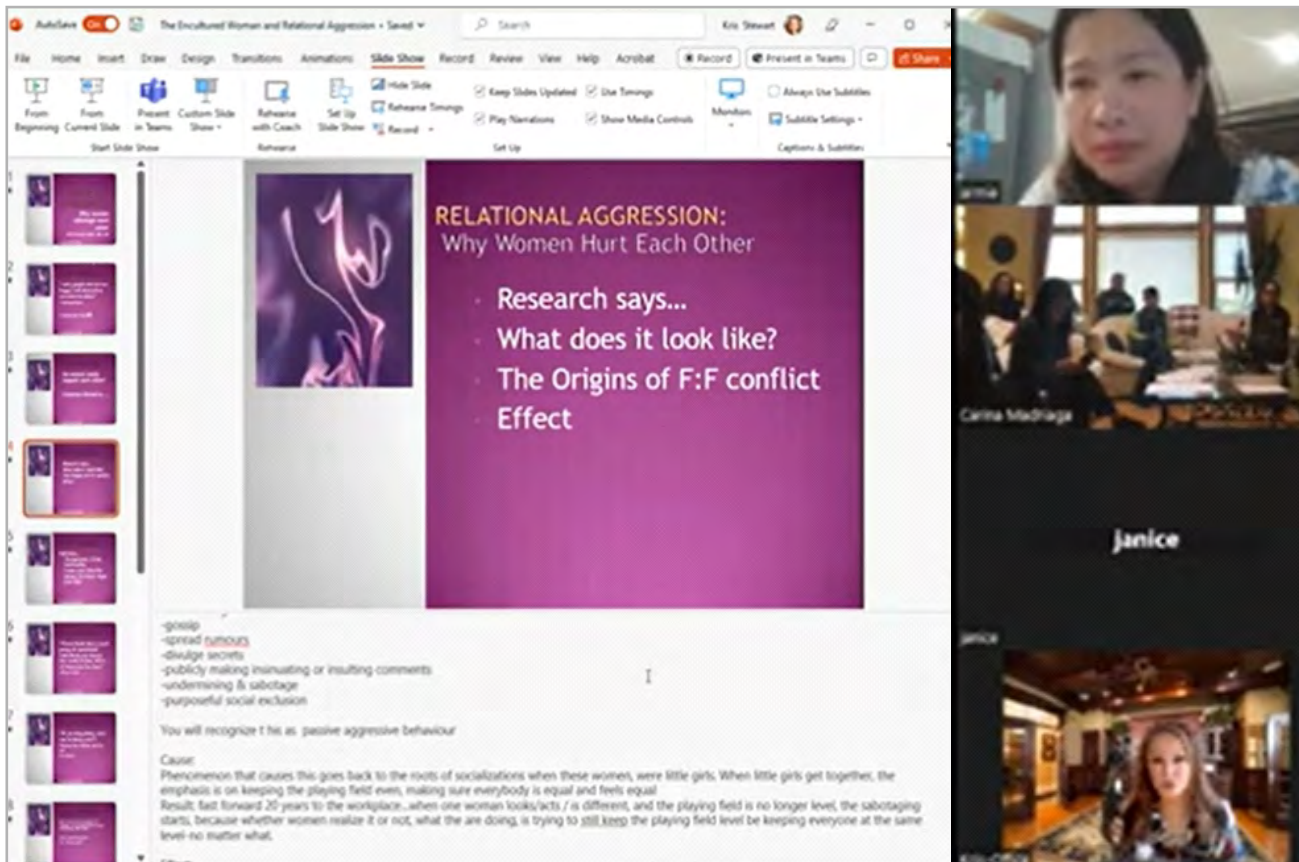 AutoSave On The Encultured Woman and Relational Aggression • Saved Search Kris Stewart
File Home Insert Draw Design Transitions Animations Slide Show Record Review View Help Acrobat Record Present in Teams Share
From Beginning
From Current Slide
Present in Teams
Custom Slide Show
Start Slide Show
Rehearse with Coach
Rehearse
Set Up Slide Show
Hide Slide
Rehearse Timings
Record
Keep Slides Updated
Play Narrations
Use Timings
Show Media Controls
Set Up
Monitors
Always Use Subtitles
Subtitle Settings
Captions & Subtitles
1
2
3
4
5
6
7
8
RELATIONAL AGGRESSION:
Why Women Hurt Each Other
Research says...
What does it look like?
The Origins of F:F conflict
Effect
-gossip
-spread rumours
-divulge secrets
-publicly making insinuating or insulting comments
-undermining & sabotage
-purposeful social exclusion
You will recognize t his as passive aggressive behaviour
Cause:
Phenomenon that causes this goes back to the roots of socializations when these women, were little girls. When little girls get together, the
emphasis is on keeping the playing field even, making sure everybody is equal and feels equal
Result: fast forward 20 years to the workplace...when one woman looks/acts / is different, and the playing field is no longer level, the sabotaging
starts, because whether women realize it or not, what the are doing, is trying to still keep the playing field level be keeping everyone at the same
level-no matter what.
Carina Madriaga
janice
janice